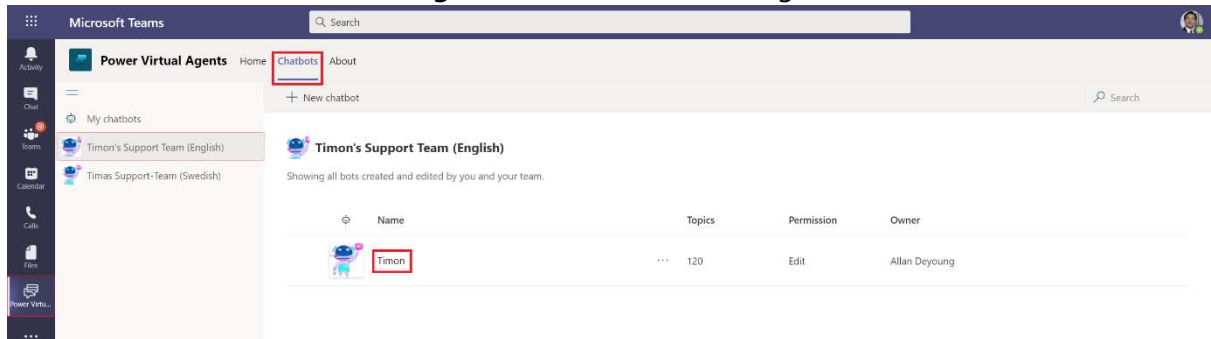 Microsoft Teams
Search
Activity
Power Virtual Agents Home Chatbots About
Chat
+ New chatbot
Search
My chatbots
Teams
Timon's Support Team (English)
Timon's Support Team (English)
Calendar
Timas Support-Team (Swedish)
Showing all bots created and edited by you and your team.
Calls
Name Topics Permission Owner
Files
Timon ... 120 Edit Allan Deyoung
Power Virtu...
...